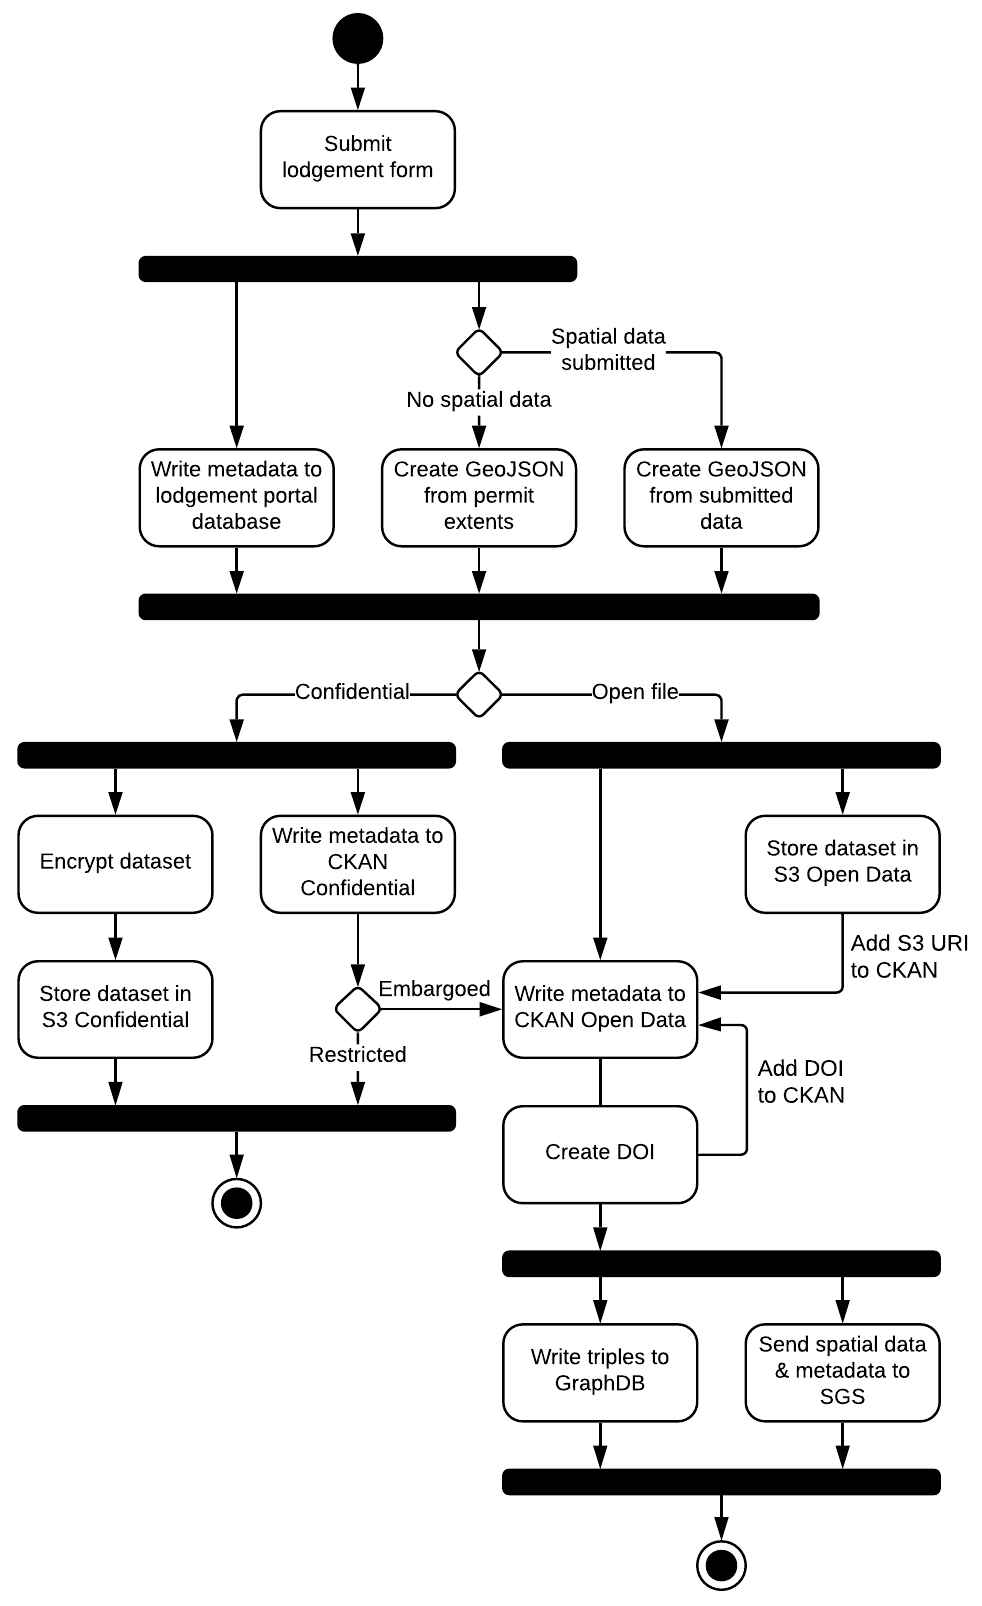 Submit
lodgement form
Spatial data
submitted
No spatial data
Write metadata to
lodgement portal
database
Create GeoJSON
from permit
extents
Create GeoJSON
from submitted
data
Confidential
Open file
Encrypt dataset
Write metadata to
CKAN
Confidential
Store dataset in
S3 Open Data
Add S3 URI
to CKAN
Store dataset in
S3 Confidential
Embargoed
Restricted
Write metadata to
CKAN Open Data
Add DOI
to CKAN
Create DOI
Write triples to
GraphDB
Send spatial data
& metadata to
SGS